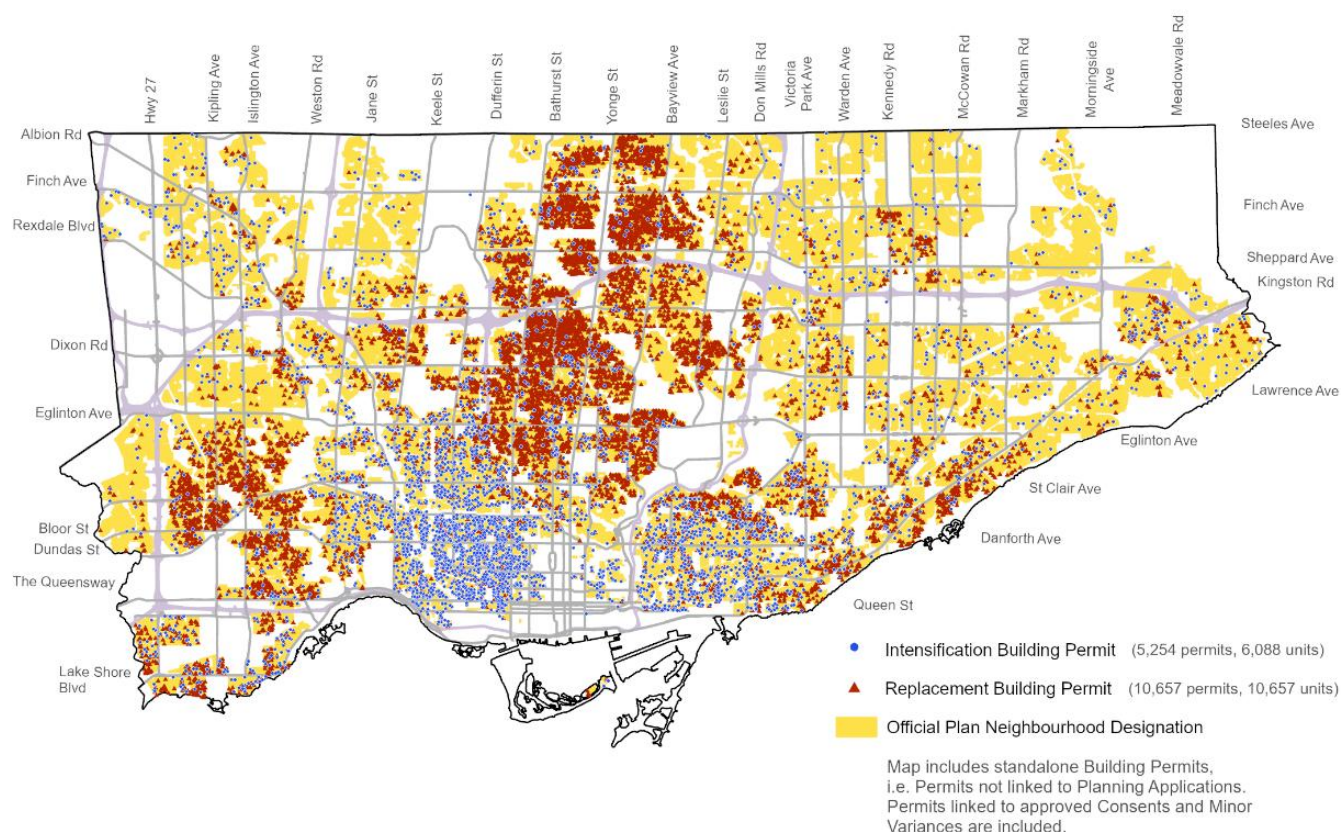 Hwy 27
Kipling Ave
Islington Ave
Weston Rd
Jane St
Keele St
Dufferin St
Bathurst St
Yonge St
Bayview Ave
Leslie St
Don Mills Rd
Victoria
Park Ave
Warden Ave
Kennedy Rd
McCowan Rd
Markham Rd
Morningside
Ave
Meadowvale Rd
Albion Rd
Finch Ave
Rexdale Blvd
Dixon Rd
Eglinton Ave
Bloor St
Dundas St
The Queensway
Lake Shore
Blvd
Steeles Ave
Finch Ave
Sheppard Ave
Kingston Rd
Lawrence Ave
Eglinton Ave
St Clair Ave
Danforth Ave
Queen St
Intensification Building Permit (5,254 permits, 6,088 units)
Replacement Building Permit (10,657 permits, 10,657 units)
Official Plan Neighbourhood Designation
Map includes standalone Building Permits,
i.e. Permits not linked to Planning Applications.
Permits linked to approved Consents and Minor
Variances are included.